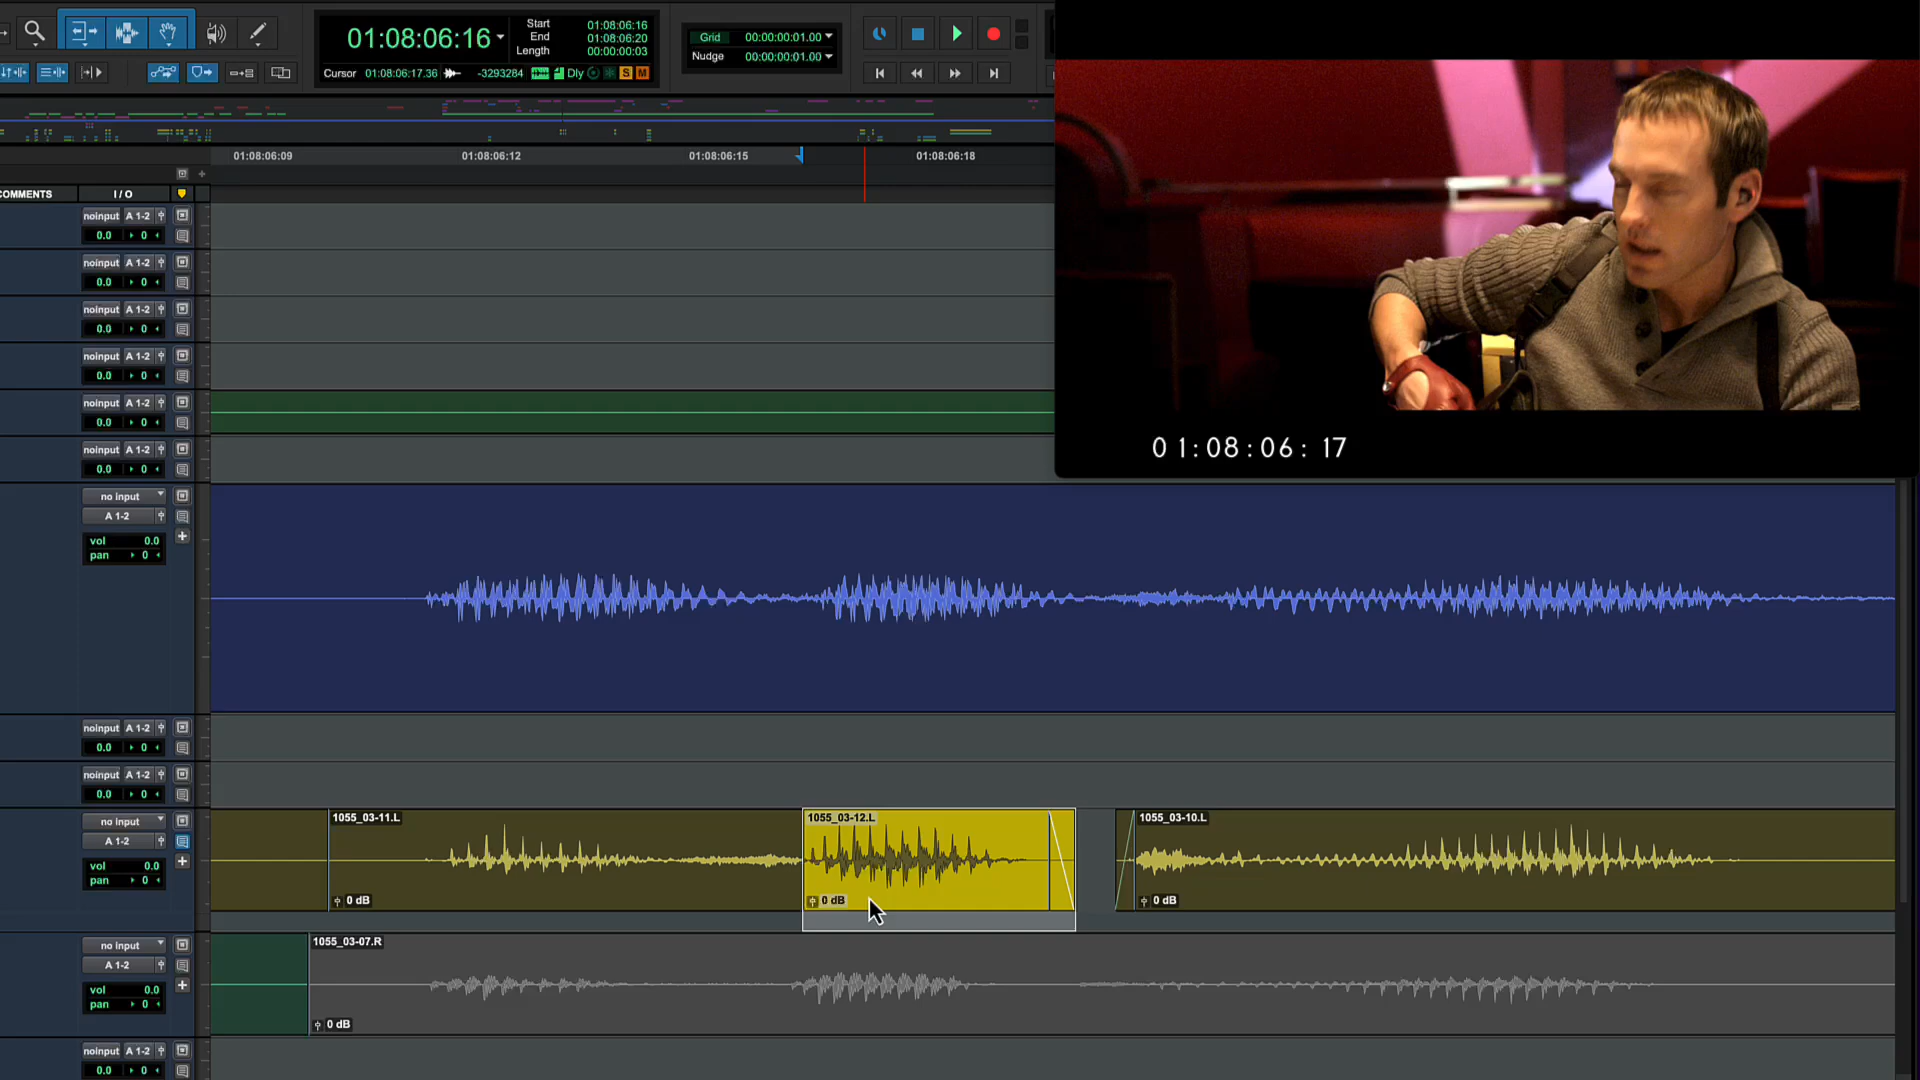 01:08:06:16
Start 01:08:06:16
End 01:08:06:20
Length 00:00:00:03
Cursor 01:08:06:17.36 -3293284 Dly S M
Grid 00:00:00:01.00
Nudge 00:00:00:01.00
01:08:06:09 01:08:06:12 01:08:06:15 01:08:06:18
COMMENTS I / O
noinput A 1-2
0.0 0
noinput A 1-2
0.0 0
noinput A 1-2
0.0 0
noinput A 1-2
0.0 0
noinput A 1-2
0.0 0
01:08:06:17
noinput A 1-2
0.0 0
no input
A 1-2
vol 0.0
pan 0
noinput A 1-2
0.0 0
noinput A 1-2
0.0 0
no input
1055_03-11.L 1055_03-12.L 1055_03-10.L
A 1-2
vol 0.0
pan 0
0 dB 0 dB 0 dB
no input
1055_03-07.R
A 1-2
vol 0.0
pan 0
0 dB
noinput A 1-2
0.0 0